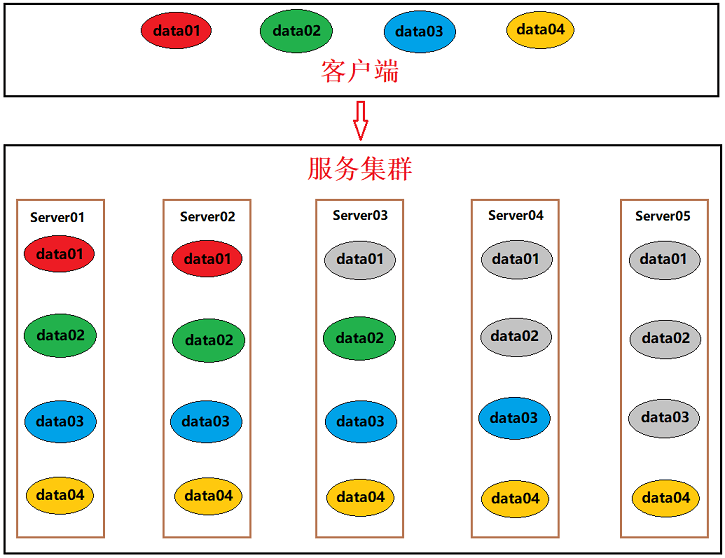 data01 data02 data03 data04
客户端
服务集群
Server01 Server02 Server03 Server04 Server05
data01 data01 data01 data01 data01
data02 data02 data02 data02 data02
data03 data03 data03 data03 data03
data04 data04 data04 data04 data04